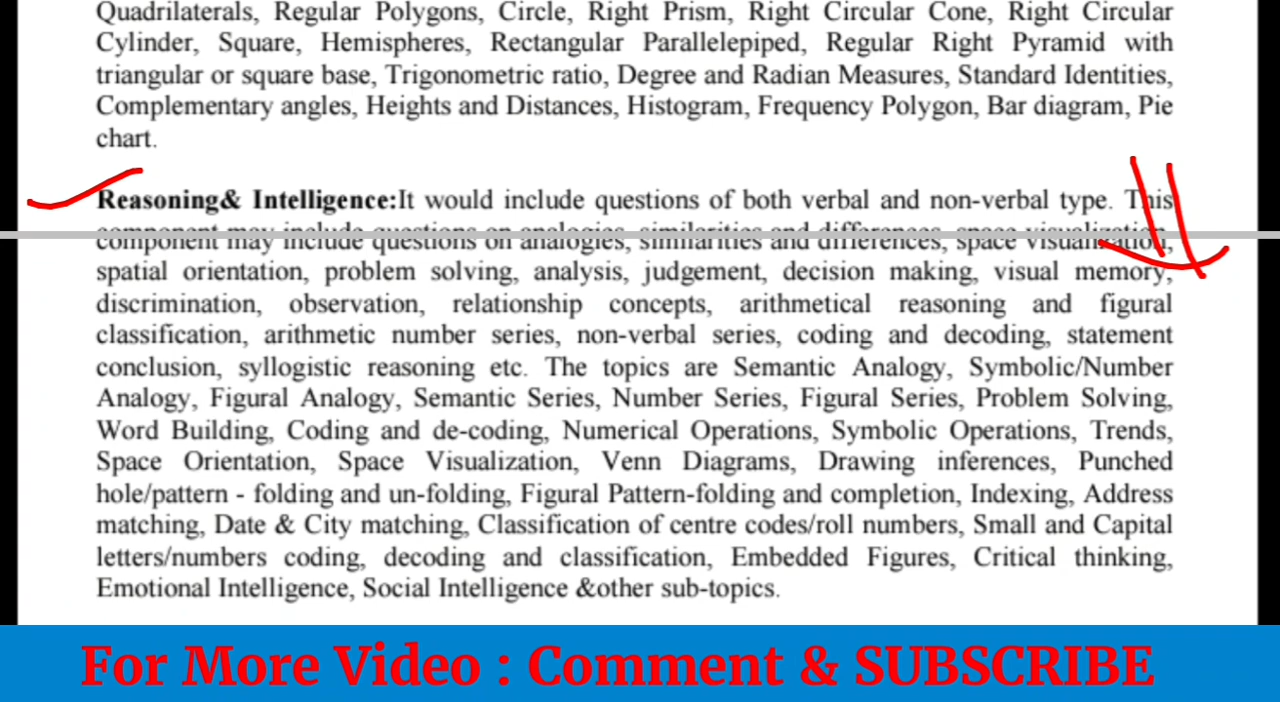 Quadrilaterals, Regular Polygons, Circle, Right Prism, Right Circular Cone, Right Circular
Cylinder, Square, Hemispheres, Rectangular Parallelepiped, Regular Right Pyramid with
triangular or square base, Trigonometric ratio, Degree and Radian Measures, Standard Identities,
Complementary angles, Heights and Distances, Histogram, Frequency Polygon, Bar diagram, Pie
chart.
Reasoning& Intelligence:It would include questions of both verbal and non-verbal type. This
component may include questions on analogies, similarities and differences, space visualization,
spatial orientation, problem solving, analysis, judgement, decision making, visual memory,
discrimination, observation, relationship concepts, arithmetical reasoning and figural
classification, arithmetic number series, non-verbal series, coding and decoding, statement
conclusion, syllogistic reasoning etc. The topics are Semantic Analogy, Symbolic/Number
Analogy, Figural Analogy, Semantic Series, Number Series, Figural Series, Problem Solving,
Word Building, Coding and de-coding, Numerical Operations, Symbolic Operations, Trends,
Space Orientation, Space Visualization, Venn Diagrams, Drawing inferences, Punched
hole/pattern - folding and un-folding, Figural Pattern-folding and completion, Indexing, Address
matching, Date & City matching, Classification of centre codes/roll numbers, Small and Capital
letters/numbers coding, decoding and classification, Embedded Figures, Critical thinking,
Emotional Intelligence, Social Intelligence &other sub-topics.
For More Video : Comment & SUBSCRIBE